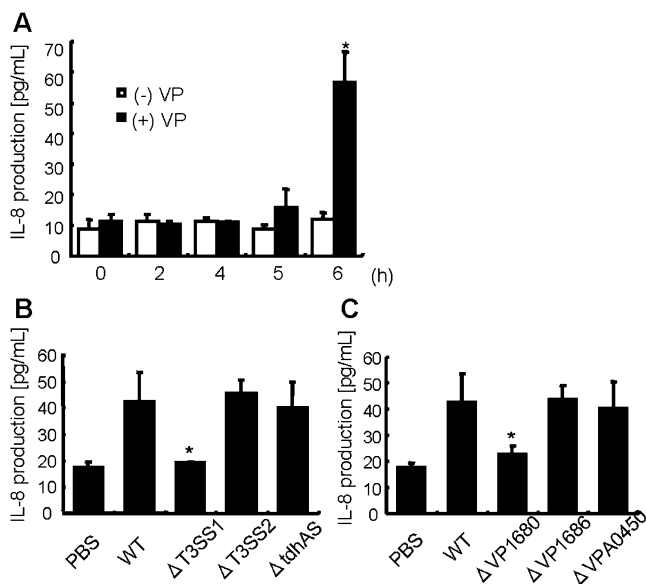 A
IL-8 production [pg/mL]
70
60
50
40
30
20
10
0
(-) VP
(+) VP
*
0 2 4 5 6 (h)
B
IL-8 production [pg/mL]
60
50
40
30
20
10
0
*
PBS WT ΔT3SS1 ΔT3SS2 ΔtdhAS
C
IL-8 production [pg/mL]
60
50
40
30
20
10
0
*
PBS WT ΔVP1680 ΔVP1686 ΔVPA0450